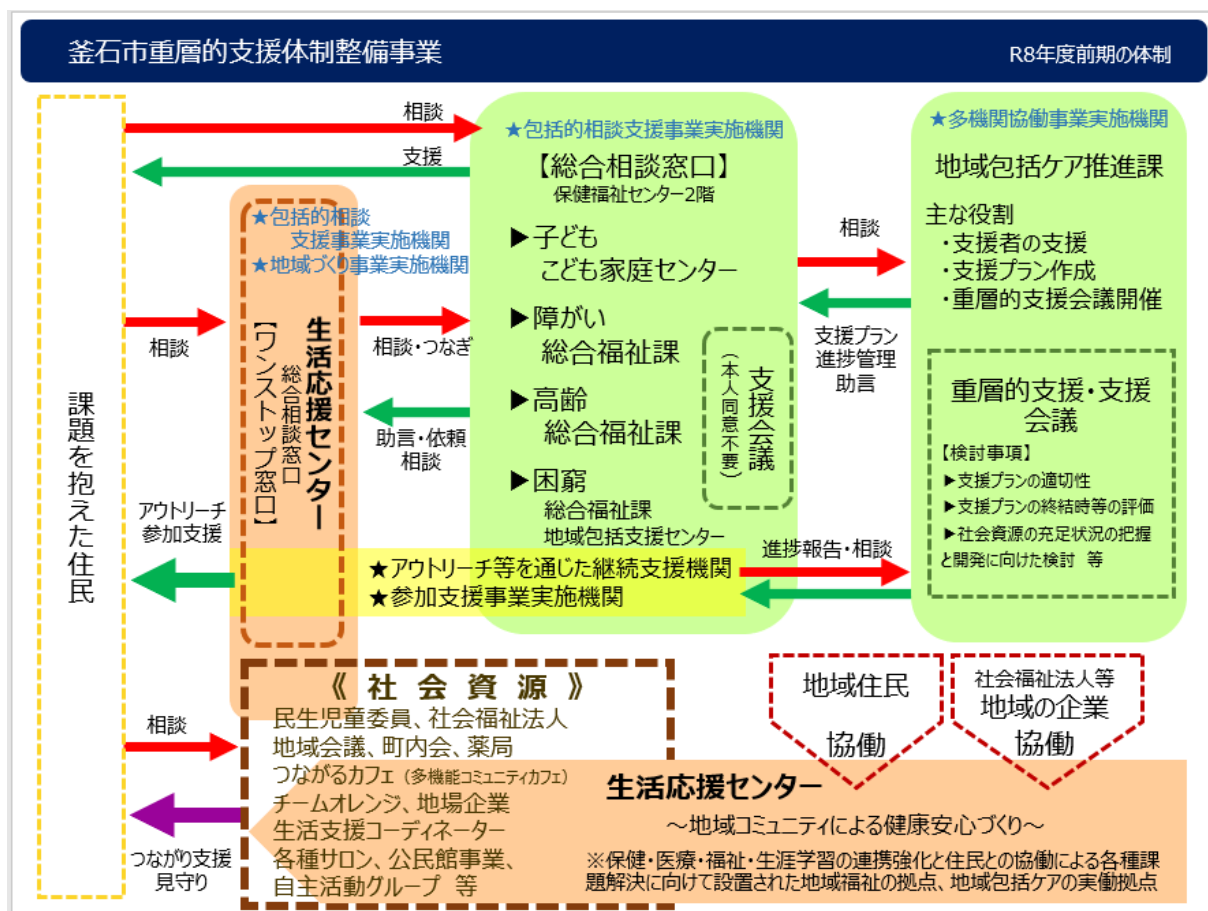 釜石市重層的支援体制整備事業
R8年度前期の体制
課題を抱えた住民
相談
支援
相談
アウトリーチ
参加支援
相談
つながり支援
見守り
★包括的相談
支援事業実施機関
★地域づくり事業実施機関
生活応援センター
総合相談窓口
【ワンストップ窓口】
相談・つなぎ
助言・依頼
相談
★包括的相談支援事業実施機関
【総合相談窓口】
保健福祉センター2階
▶子ども
こども家庭センター
▶障がい
総合福祉課
▶高齢
総合福祉課
▶困窮
総合福祉課
地域包括支援センター
支援会議
(本人同意不要)
★アウトリーチ等を通じた継続支援機関
★参加支援事業実施機関
相談
支援プラン
進捗管理
助言
進捗報告・相談
★多機関協働事業実施機関
地域包括ケア推進課
主な役割
・支援者の支援
・支援プラン作成
・重層的支援会議開催
重層的支援・支援
会議
【検討事項】
▶支援プランの適切性
▶支援プランの終結時等の評価
▶社会資源の充足状況の把握
と開発に向けた検討 等
《 社 会 資 源 》
民生児童委員、社会福祉法人
地域会議、町内会、薬局
つながるカフェ(多機能コミュニティカフェ)
チームオレンジ、地場企業
生活支援コーディネーター
各種サロン、公民館事業、
自主活動グループ 等
地域住民
協働
社会福祉法人等
地域の企業
協働
生活応援センター
~地域コミュニティによる健康安心づくり~
※保健・医療・福祉・生涯学習の連携強化と住民との協働による各種課
題解決に向けて設置された地域福祉の拠点、地域包括ケアの実働拠点